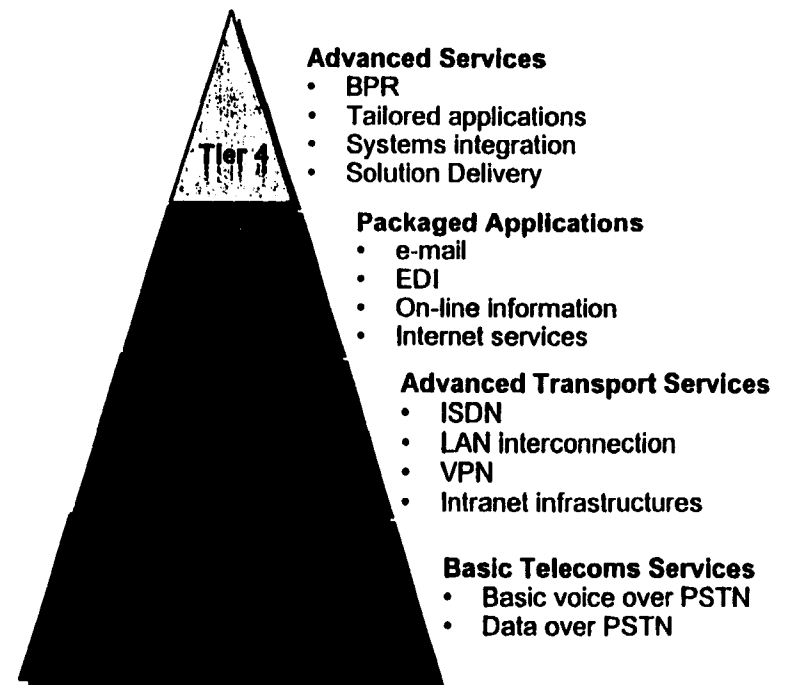 Advanced Services
• BPR
• Tailored applications
• Systems integration
• Solution Delivery
Tier 4
Packaged Applications
• e-mail
• EDI
• On-line information
• Internet services
Advanced Transport Services
• ISDN
• LAN interconnection
• VPN
• Intranet infrastructures
Basic Telecoms Services
• Basic voice over PSTN
• Data over PSTN